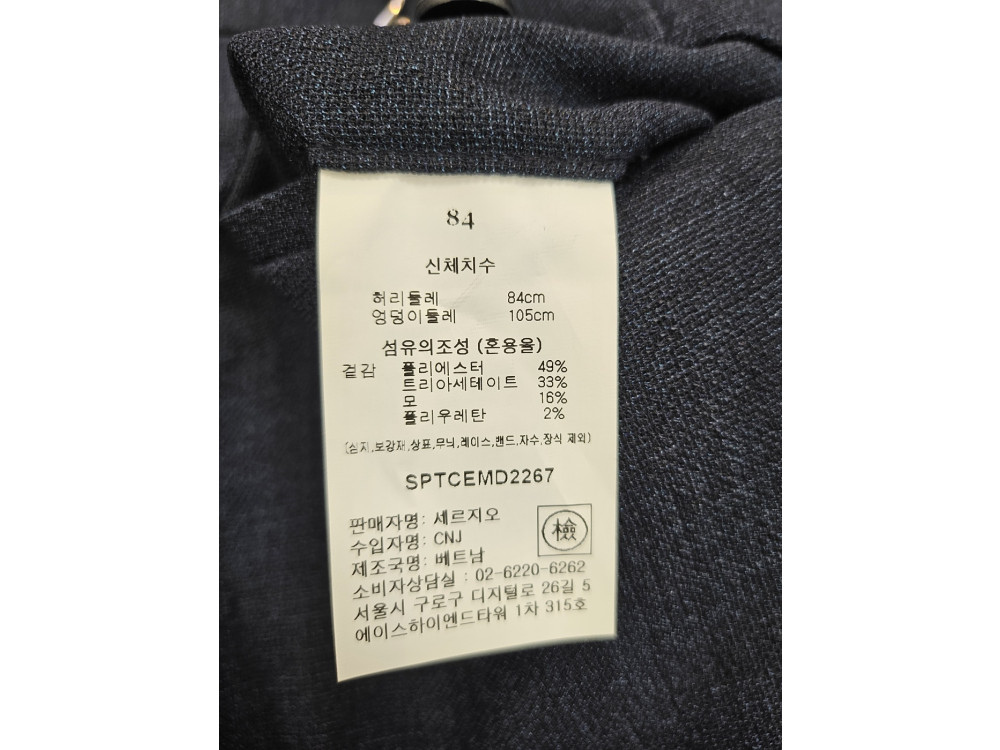 84
신체치수
허리둘레 84cm
엉덩이둘레 105cm
섬유의조성 (혼용율)
겉감 폴리에스터 49%
트리아세테이트 33%
모 16%
폴리우레탄 2%
(심지,보강재,상표,무늬,레이스,밴드,자수,장식 제외)
SPTCEMD2267
판매자명: 세르지오
수입자명: CNJ
檢
제조국명: 베트남
소비자상담실 : 02-6220-6262
서울시 구로구 디지털로 26길 5
에이스하이엔드타워 1차 315호